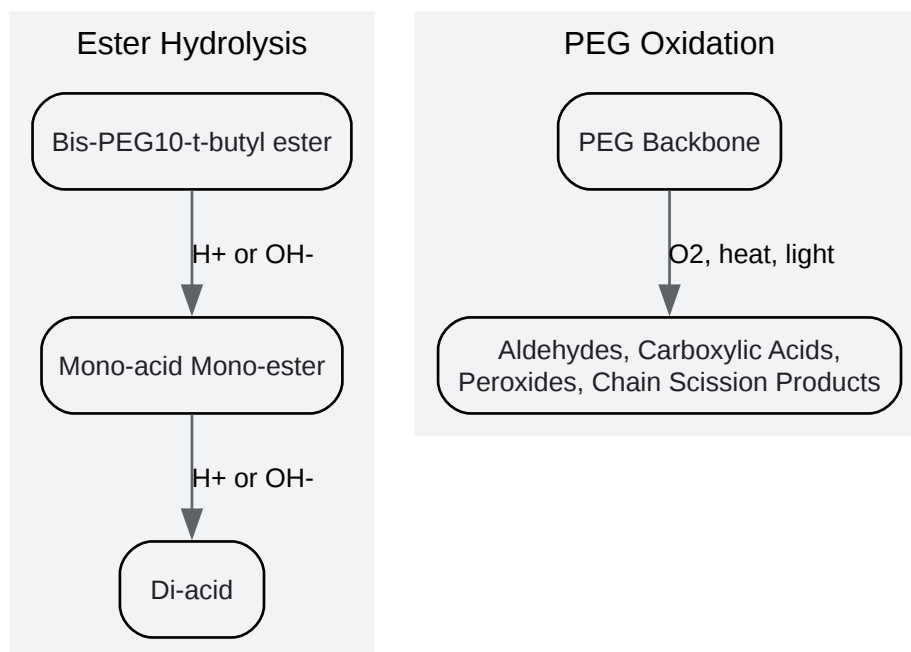 Ester Hydrolysis
Bis-PEG10-t-butyl ester
H+ or OH-
Mono-acid Mono-ester
H+ or OH-
Di-acid
PEG Oxidation
PEG Backbone
O2, heat, light
Aldehydes, Carboxylic Acids,
Peroxides, Chain Scission Products